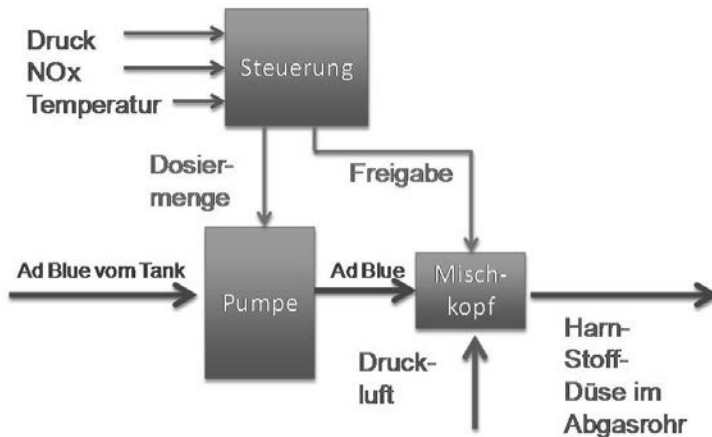 Druck
NOx
Temperatur
Steuerung
Dosier-
menge
Freigabe
Ad Blue vom Tank
Pumpe
Ad Blue
Misch-
kopf
Druck-
luft
Harn-
Stoff-
Düse im
Abgasrohr